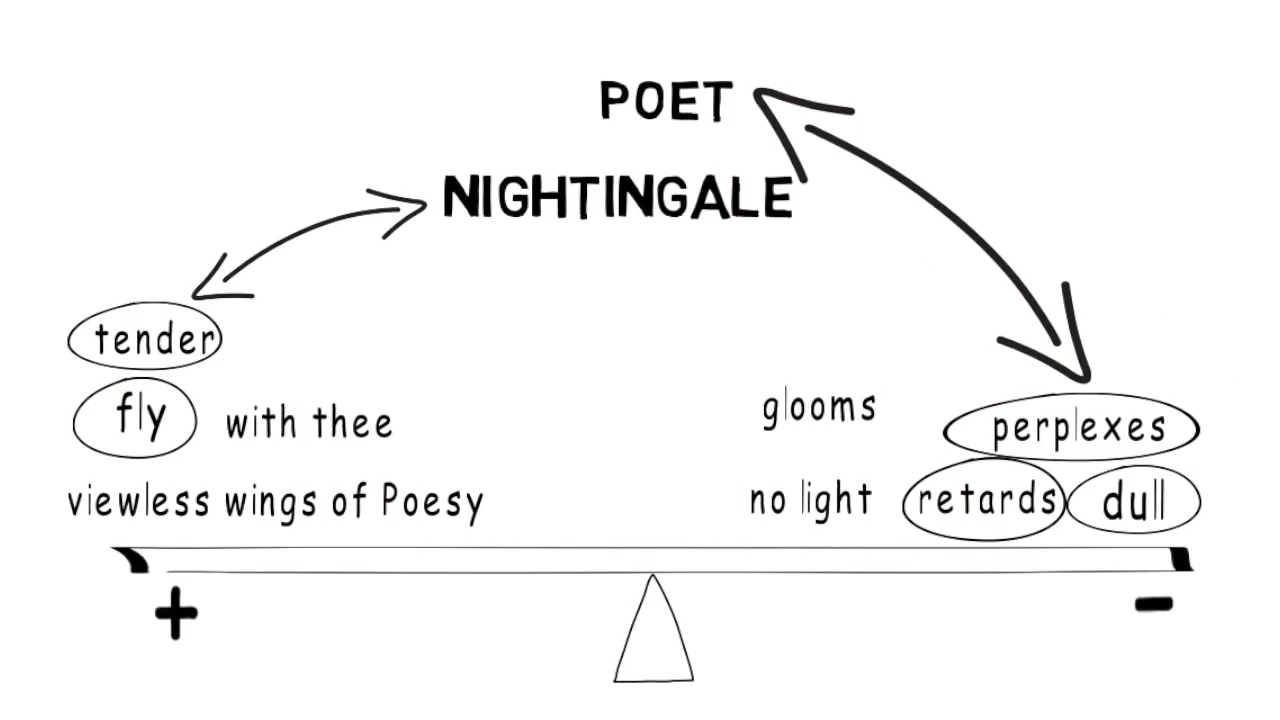 POET
NIGHTINGALE
tender
fly with thee
glooms perplexes
viewless wings of Poesy
no light retards dull
+ -